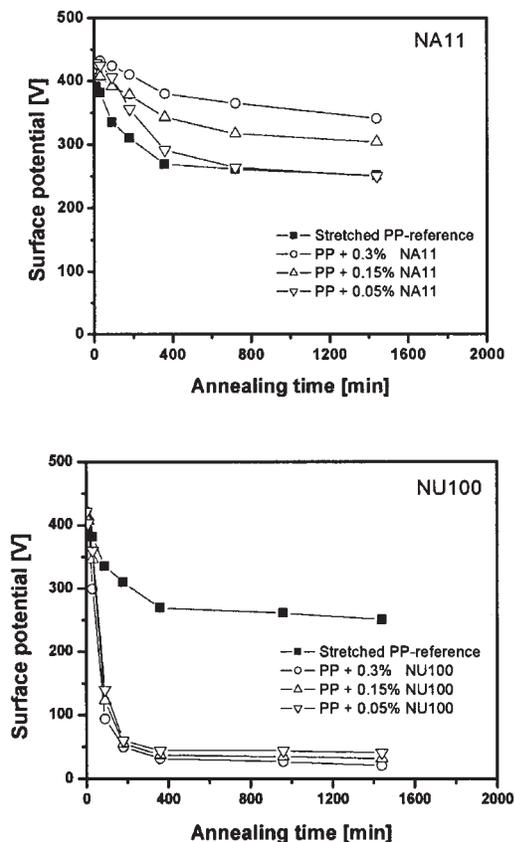 500
NA11
400
300
200
100
0
Surface potential [V]
Stretched PP-reference
PP + 0.3% NA11
PP + 0.15% NA11
PP + 0.05% NA11
0
400
800
1200
1600
2000
Annealing time [min]
500
NU100
400
300
200
100
0
Surface potential [V]
Stretched PP-reference
PP + 0.3% NU100
PP + 0.15% NU100
PP + 0.05% NU100
0
400
800
1200
1600
2000
Annealing time [min]